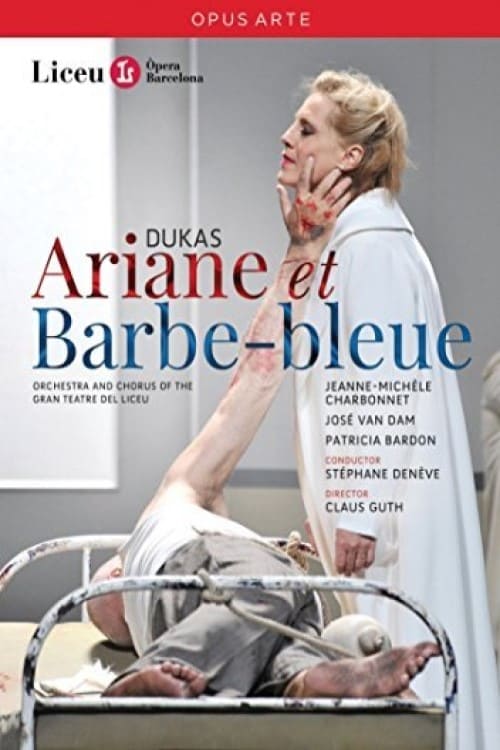 OPUS ARTE
Liceu
Òpera
Barcelona
DUKAS
Ariane et
Barbe-bleue
ORCHESTRA AND CHORUS OF THE
GRAN TEATRE DEL LICEU
JEANNE-MICHÈLE
CHARBONNET
JOSÉ VAN DAM
PATRICIA BARDON
CONDUCTOR
STÉPHANE DENÈVE
DIRECTOR
CLAUS GUTH